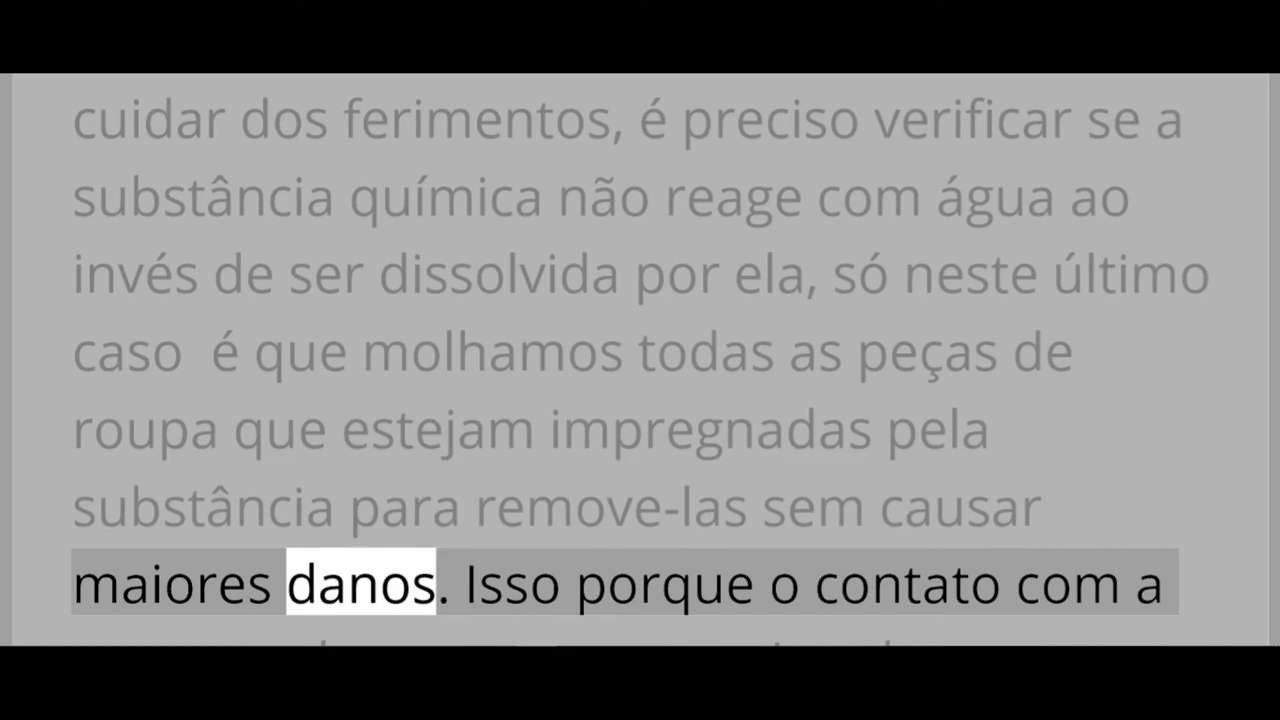 cuidar dos ferimentos, é preciso verificar se a
substância química não reage com água ao
invés de ser dissolvida por ela, só neste último
caso  é que molhamos todas as peças de
roupa que estejam impregnadas pela
substância para remove-las sem causar
maiores danos. Isso porque o contato com a